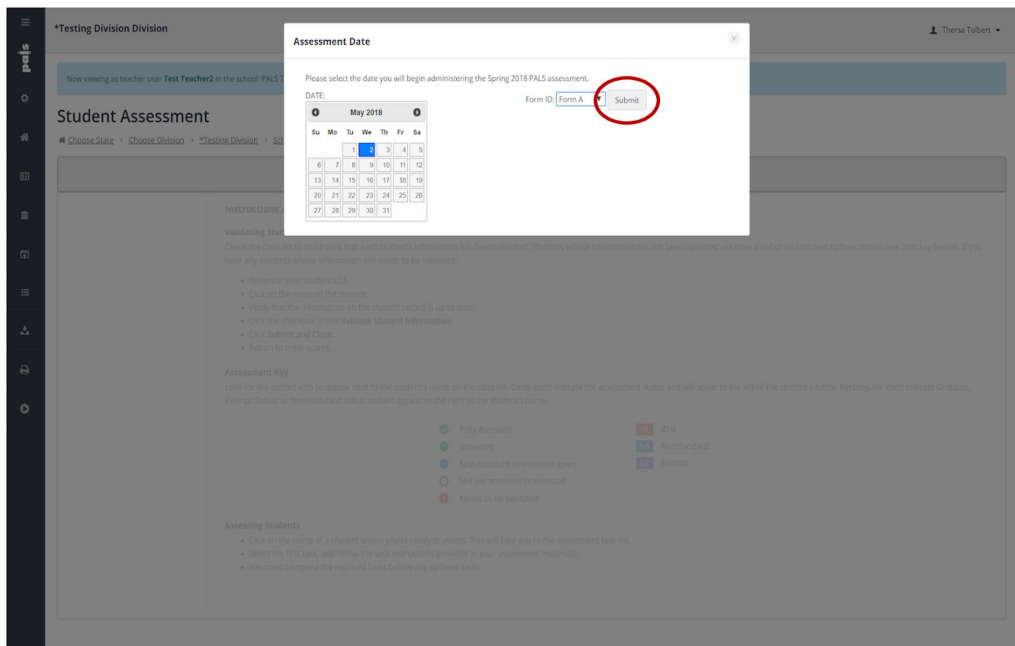 *Testing Division Division
Thersa Tolbert
pals
Assessment Date
Please select the date you will begin administering the Spring 2018 PALS assessment.
DATE:
Form ID: Form A
Submit
May 2018
Su Mo Tu We Th Fr Sa
1 2 3 4 5
6 7 8 9 10 11 12
13 14 15 16 17 18 19
20 21 22 23 24 25 26
27 28 29 30 31
Now viewing as teacher user Test Teacher2 in the school: PALS T
Student Assessment
Choose State › Choose Division › *Testing Division › Sch
Instructions
Validating Stud
Check the class list to make sure that each student's information has been validated. Students whose information has not been validated will have a red circle icon next to their names (see icon key below). If you
have any students whose information still needs to be validated:
• Return to your Student List.
• Click on the name of the student.
• Verify that the information on the student record is up to date.
• Click the checkbox under Validate Student Information.
• Click Submit and Close.
• Return to enter scores.
Assessment Key
Look for the correct icon to appear next to the student's name on the class list. Circle icons indicate the assessment status and will appear to the left of the student's name. Rectangular icons indicate ID status,
Exempt Status, or Non-standard status and will appear to the right of the student's name.
Fully Assessed
Screened
Non-standard assessment given
Not yet screened or assessed
Needs to be validated
Nonstandard
EX Exempt
Assessing Students
• Click on the name of a student whom you're ready to assess. This will take you to the assessment task list.
• Select the first task, and follow the task instructions provided in your assessment materials.
• You must complete the required tasks before any optional tasks.